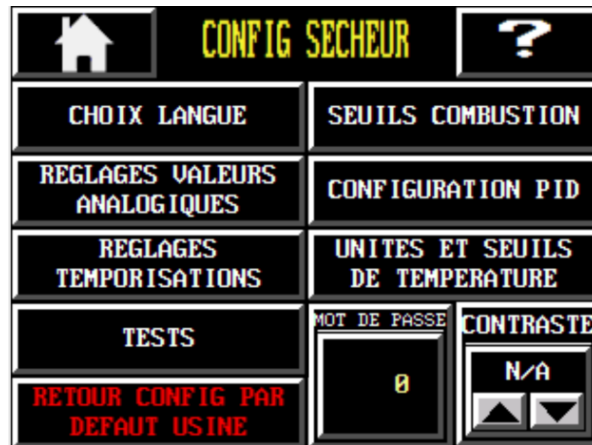 CONFIG SECHEUR
?
CHOIX LANGUE
SEUILS COMBUSTION
REGLAGES VALEURS
ANALOGIQUES
CONFIGURATION PID
REGLAGES
TEMPORISATIONS
UNITES ET SEUILS
DE TEMPERATURE
TESTS
MOT DE PASSE
0
CONTRASTE
N/A
RETOUR CONFIG PAR
DEFAUT USINE